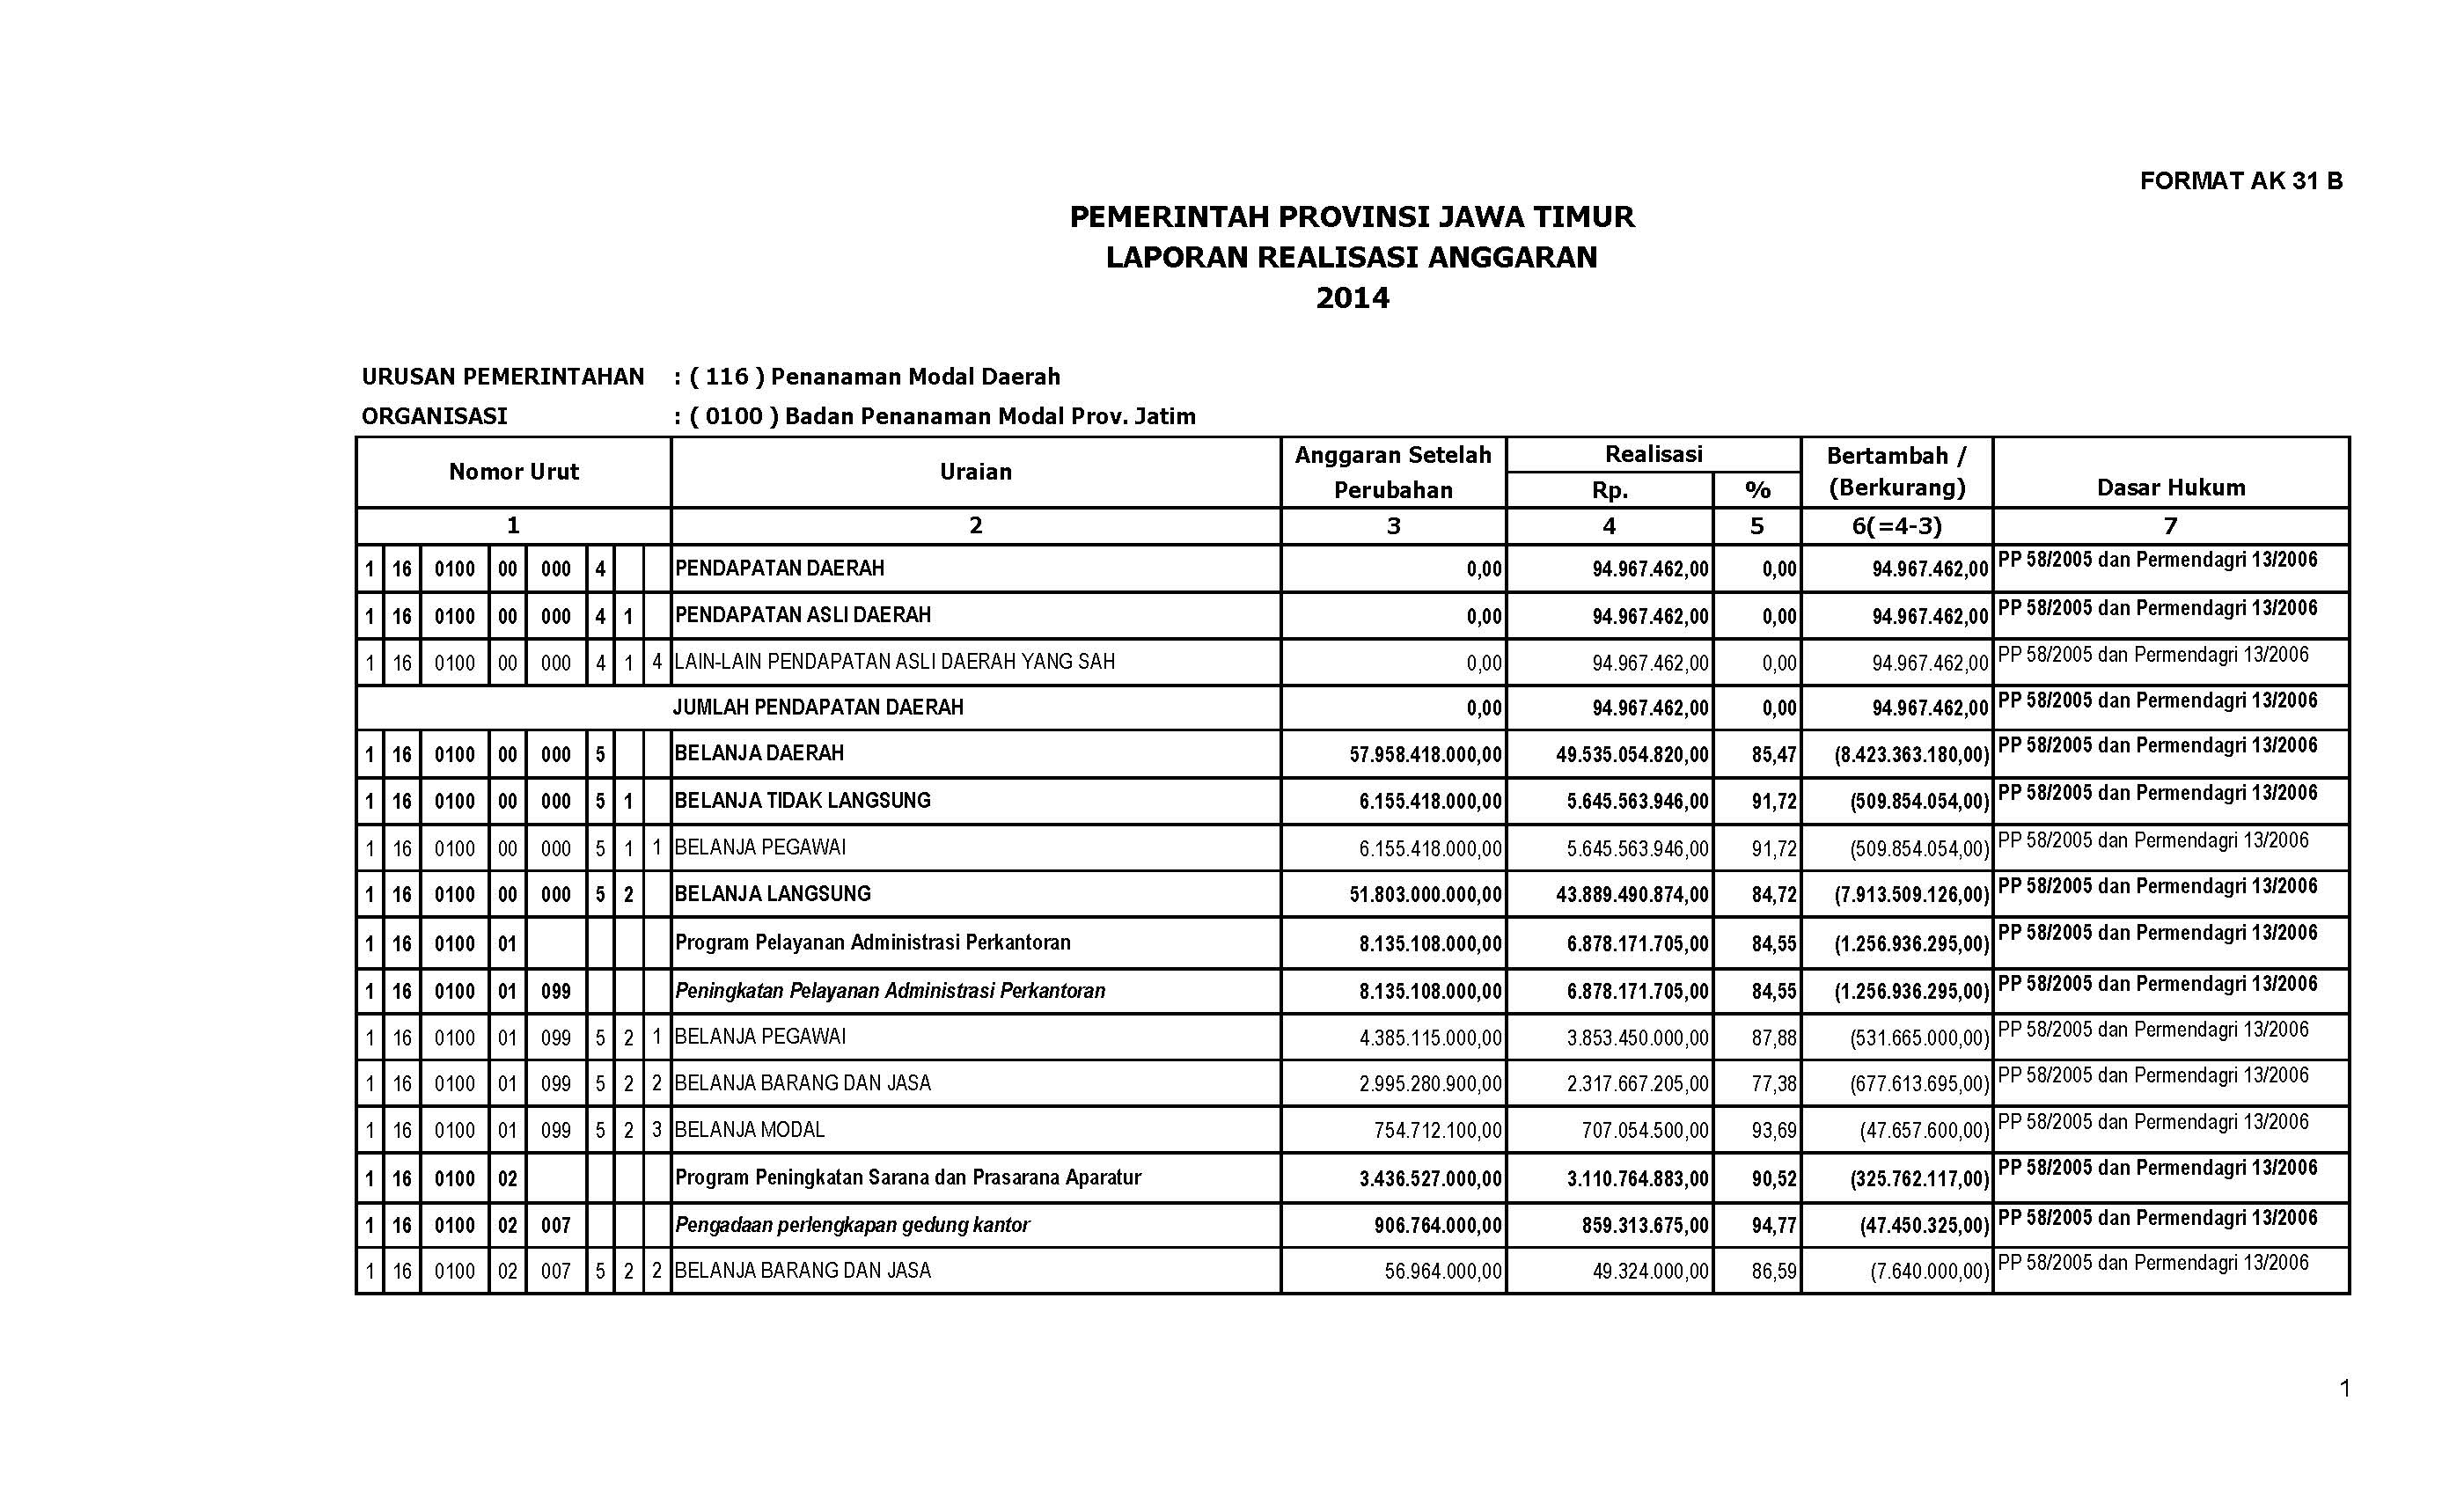 FORMAT AK 31 B
PEMERINTAH PROVINSI JAWA TIMUR
LAPORAN REALISASI ANGGARAN
2014
URUSAN PEMERINTAHAN : ( 116 ) Penanaman Modal Daerah
ORGANISASI : ( 0100 ) Badan Penanaman Modal Prov. Jatim
Nomor Urut Uraian Anggaran Setelah Perubahan Realisasi Rp. % Bertambah / (Berkurang) Dasar Hukum
1 2 3 4 5 6(=4-3) 7
1 16 0100 00 000 4 PENDAPATAN DAERAH 0,00 94.967.462,00 0,00 94.967.462,00 PP 58/2005 dan Permendagri 13/2006
1 16 0100 00 000 4 1 PENDAPATAN ASLI DAERAH 0,00 94.967.462,00 0,00 94.967.462,00 PP 58/2005 dan Permendagri 13/2006
1 16 0100 00 000 4 1 4 LAIN-LAIN PENDAPATAN ASLI DAERAH YANG SAH 0,00 94.967.462,00 0,00 94.967.462,00 PP 58/2005 dan Permendagri 13/2006
JUMLAH PENDAPATAN DAERAH 0,00 94.967.462,00 0,00 94.967.462,00 PP 58/2005 dan Permendagri 13/2006
1 16 0100 00 000 5 BELANJA DAERAH 57.958.418.000,00 49.535.054.820,00 85,47 (8.423.363.180,00) PP 58/2005 dan Permendagri 13/2006
1 16 0100 00 000 5 1 BELANJA TIDAK LANGSUNG 6.155.418.000,00 5.645.563.946,00 91,72 (509.854.054,00) PP 58/2005 dan Permendagri 13/2006
1 16 0100 00 000 5 1 1 BELANJA PEGAWAI 6.155.418.000,00 5.645.563.946,00 91,72 (509.854.054,00) PP 58/2005 dan Permendagri 13/2006
1 16 0100 00 000 5 2 BELANJA LANGSUNG 51.803.000.000,00 43.889.490.874,00 84,72 (7.913.509.126,00) PP 58/2005 dan Permendagri 13/2006
1 16 0100 01 Program Pelayanan Administrasi Perkantoran 8.135.108.000,00 6.878.171.705,00 84,55 (1.256.936.295,00) PP 58/2005 dan Permendagri 13/2006
1 16 0100 01 099 Peningkatan Pelayanan Administrasi Perkantoran 8.135.108.000,00 6.878.171.705,00 84,55 (1.256.936.295,00) PP 58/2005 dan Permendagri 13/2006
1 16 0100 01 099 5 2 1 BELANJA PEGAWAI 4.385.115.000,00 3.853.450.000,00 87,88 (531.665.000,00) PP 58/2005 dan Permendagri 13/2006
1 16 0100 01 099 5 2 2 BELANJA BARANG DAN JASA 2.995.280.900,00 2.317.667.205,00 77,38 (677.613.695,00) PP 58/2005 dan Permendagri 13/2006
1 16 0100 01 099 5 2 3 BELANJA MODAL 754.712.100,00 707.054.500,00 93,69 (47.657.600,00) PP 58/2005 dan Permendagri 13/2006
1 16 0100 02 Program Peningkatan Sarana dan Prasarana Aparatur 3.436.527.000,00 3.110.764.883,00 90,52 (325.762.117,00) PP 58/2005 dan Permendagri 13/2006
1 16 0100 02 007 Pengadaan perlengkapan gedung kantor 906.764.000,00 859.313.675,00 94,77 (47.450.325,00) PP 58/2005 dan Permendagri 13/2006
1 16 0100 02 007 5 2 2 BELANJA BARANG DAN JASA 56.964.000,00 49.324.000,00 86,59 (7.640.000,00) PP 58/2005 dan Permendagri 13/2006
1